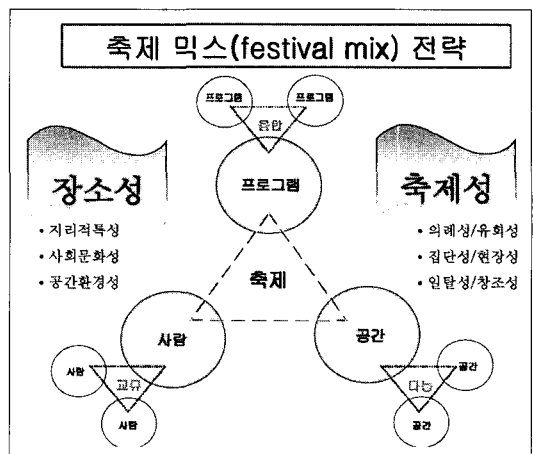 축제 믹스(festival mix) 전략
프로그램 프로그램
융합
프로그램
장소성
• 지리적특성
• 사회문화성
• 공간환경성
축제성
• 의례성/유희성
• 집단성/현장성
• 일탈성/창조성
축제
사람
공간
사람
교류
사람
공간
공간